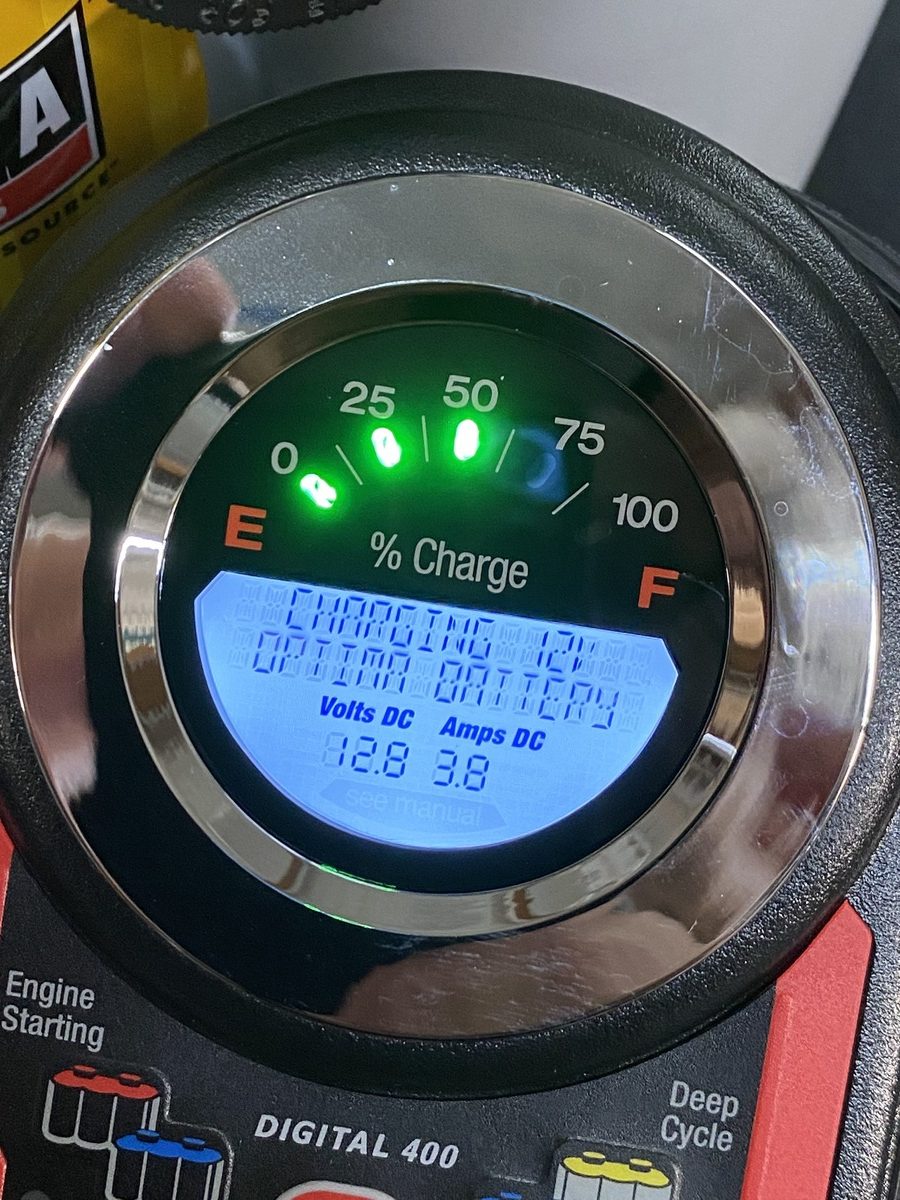 A
SOURCE™
0 25 50 75 100
E F
% Charge
CHARGING 12V
OPTIMA BATTERY
Volts DC Amps DC
12.8 3.8
see manual
Engine
Starting
Deep
Cycle
DIGITAL 400